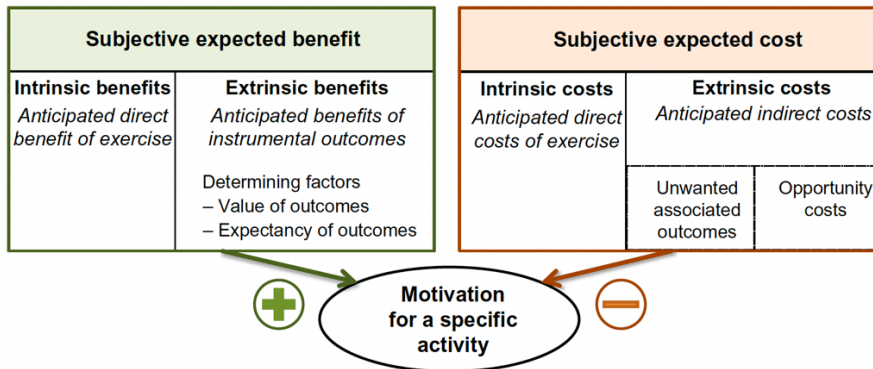 Subjective expected benefit
Intrinsic benefits
Anticipated direct
benefit of exercise
Extrinsic benefits
Anticipated benefits of
instrumental outcomes
Determining factors
– Value of outcomes
– Expectancy of outcomes
Subjective expected cost
Intrinsic costs
Anticipated direct
costs of exercise
Extrinsic costs
Anticipated indirect costs
Unwanted
associated
outcomes
Opportunity
costs
Motivation
for a specific
activity